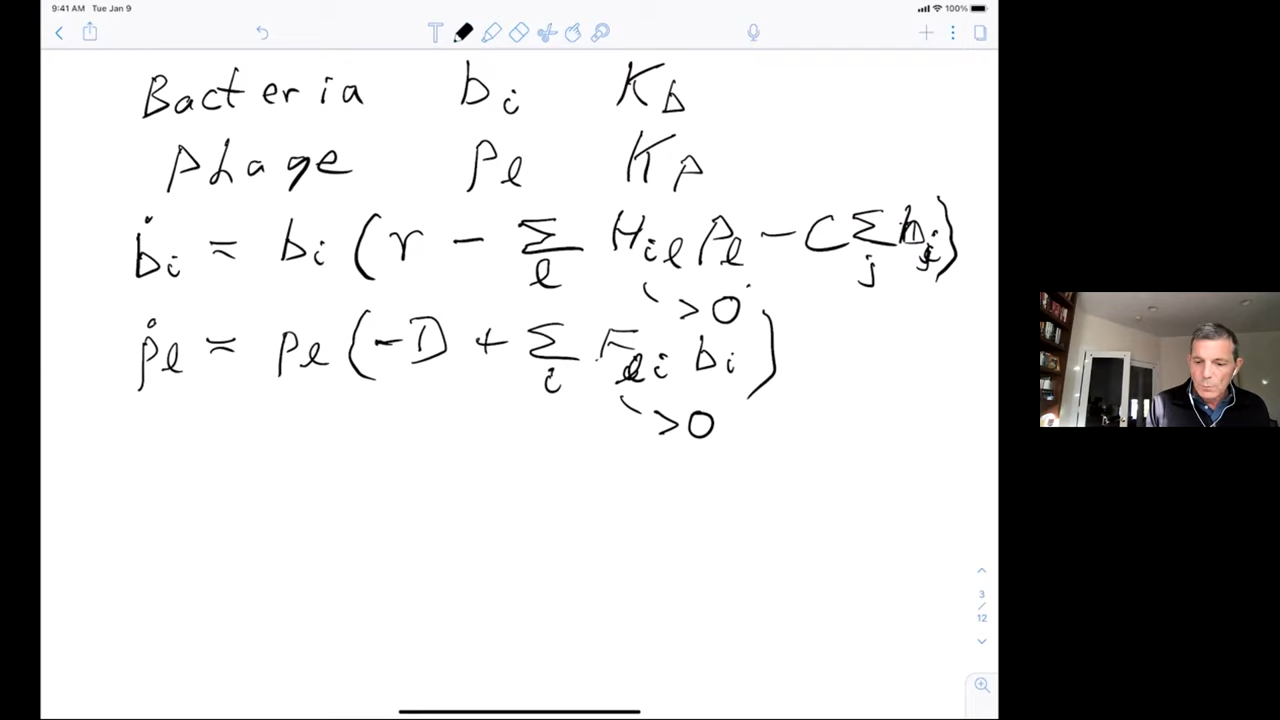 9:41 AM Tue Jan 9
100%
T
Bacteria b_i K_b
Phage p_l K_p
ḃ_i = b_i (r − Σ_l H_il p_l − C Σ_j b_j)
> 0
ṗ_l = p_l (−D + Σ_i F_li b_i)
> 0
3
/
12